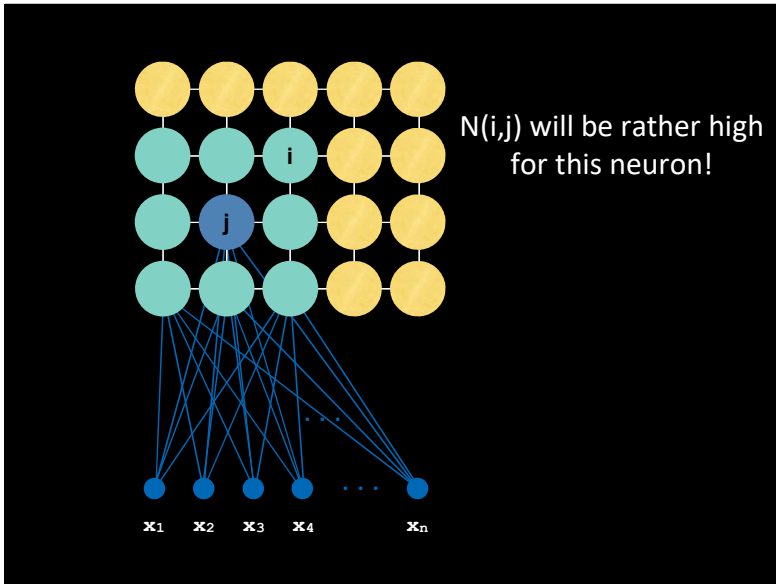 i
N(i,j) will be rather high
for this neuron!
j
. . .
. . .
x1 x2 x3 x4 xn